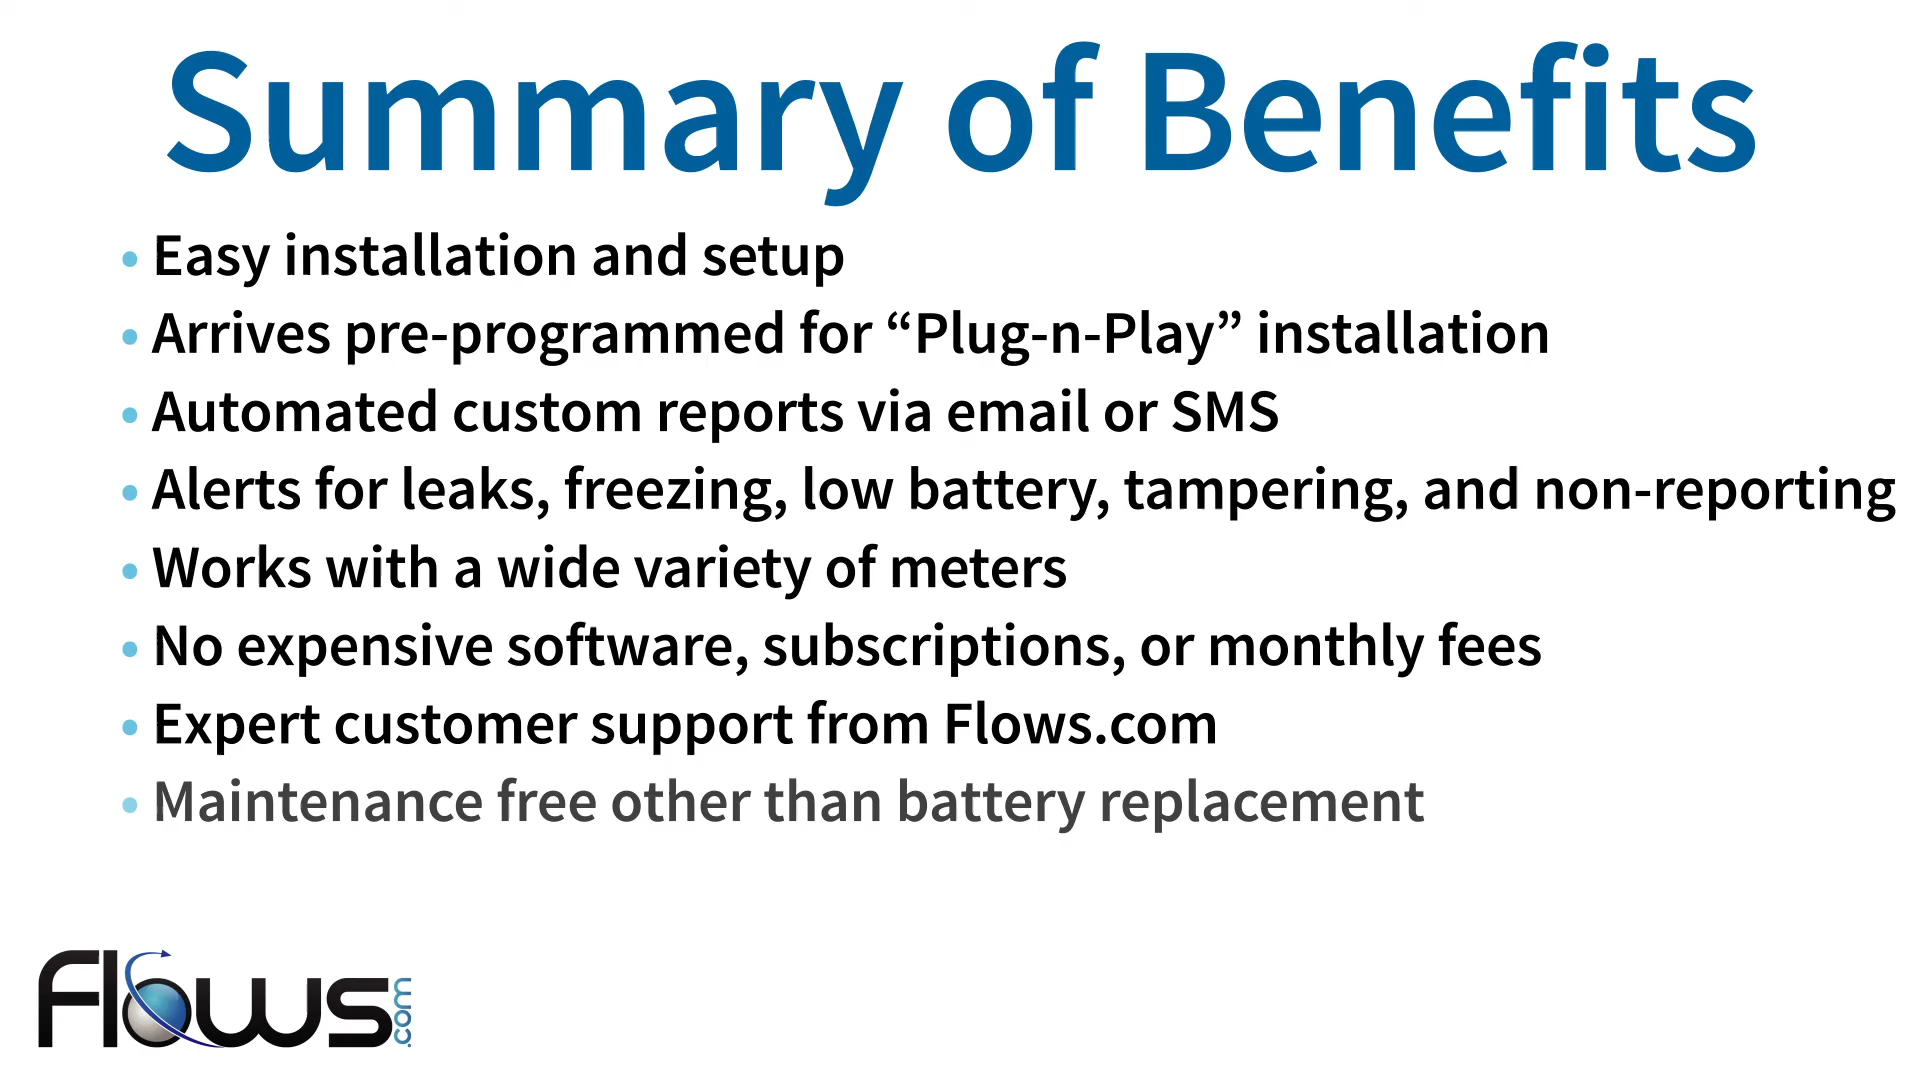 Summary of Benefits
• Easy installation and setup
• Arrives pre-programmed for “Plug-n-Play” installation
• Automated custom reports via email or SMS
• Alerts for leaks, freezing, low battery, tampering, and non-reporting
• Works with a wide variety of meters
• No expensive software, subscriptions, or monthly fees
• Expert customer support from Flows.com
• Maintenance free other than battery replacement
Flows.com